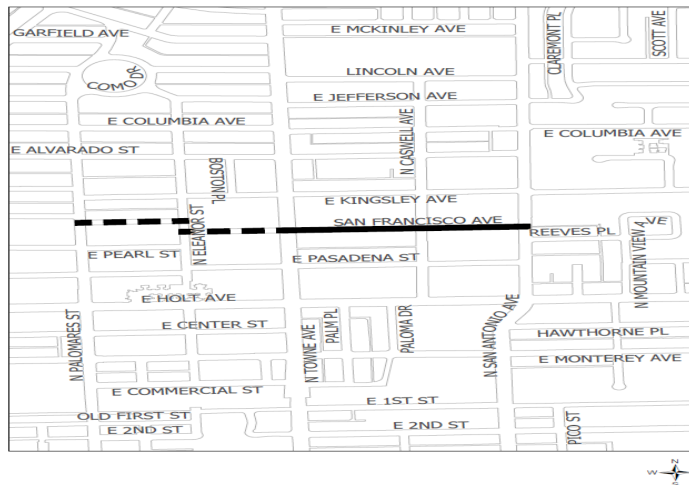 GARFIELD AVE
E MCKINLEY AVE
CLAREMONT PL
SCOTT AVE
LINCOLN AVE
COMO DR
E JEFFERSON AVE
E COLUMBIA AVE
N CASWELL AVE
E COLUMBIA AVE
E ALVARADO ST
BOSTON PL
E KINGSLEY AVE
SAN FRANCISCO AVE
N ELEANOR ST
REEVES PL
N MOUNTAIN VIEW AVE
E PEARL ST
E PASADENA ST
E HOLT AVE
N PALOMARES ST
E CENTER ST
N TOWNE AVE
PALM PL
PALOMA DR
N SAN ANTONIO AVE
HAWTHORNE PL
E MONTEREY AVE
E COMMERCIAL ST
E 1ST ST
OLD FIRST ST
E 2ND ST
E 2ND ST
PICO ST
N
W
E
S